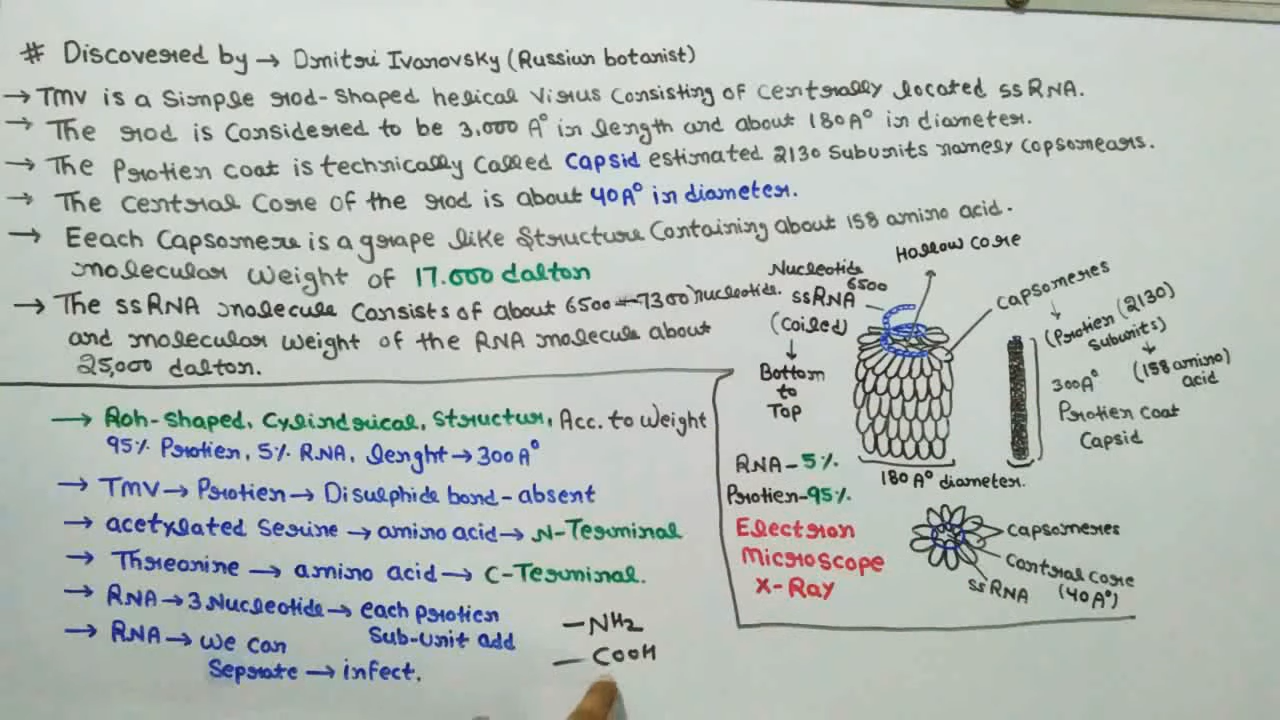 # Discovered by → Dmitri Ivanovsky (Russian botanist)
→ TMV is a Simple rod-shaped helical virus consisting of centrally located ssRNA.
→ The rod is considered to be 3,000 A° in length and about 180A° in diameter.
→ The Protien coat is technically called Capsid estimated 2130 subunits namely copsomears.
→ The central core of the rod is about 40A° in diameter.
→ Eeach Capsomere is a grape like Structure Containing about 158 amino acid.
molecular weight of 17.000 dalton
→ The ssRNA molecule consists of about 6500-7300 nucleotide.
and molecular weight of the RNA molecule about
25,000 dalton.
→ Roh-shaped, Cylindrical, Structur, Acc. to Weight
95% Protien, 5% RNA, lenght → 300A°
→ TMV → Protien → Disulphide bond-absent
→ acetylated Serine → amino acid → N-Terminal
→ Threonine → amino acid → C-Terminal.
→ RNA → 3 Nucleotide → each protien
Sub-unit add
→ RNA → we can
Seprate → infect.
-NH2
-COOH
Hollow core
Nucleotide
6500
ssRNA
(coiled)
↓
Bottom
to
Top
capsomeres
↓
(Protien (2130)
subunits)
↓
(158 amino)
acid
300A°
Protien coat
Capsid
180A° diameter.
RNA-5%
Protien-95%
Electron
Microscope
X-Ray
capsomeres
Contral core
(40A°)
ssRNA